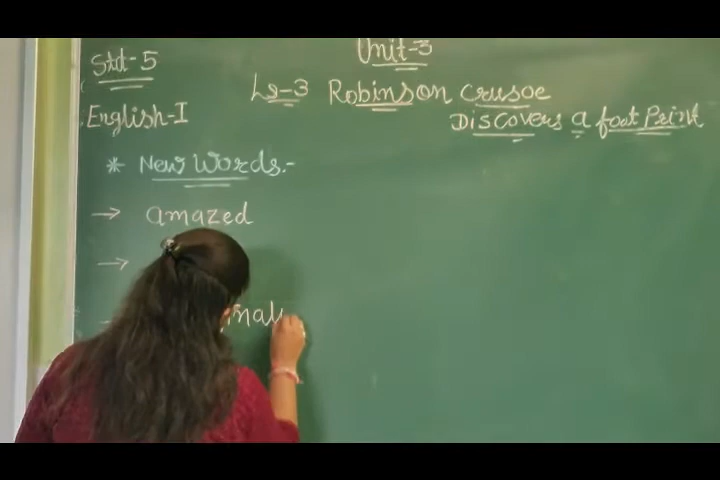 Unit-3
Std-5
Ls-3 Robinson Crusoe
English-I
Discovers a foot Print
* New Words:-
→ amazed
→